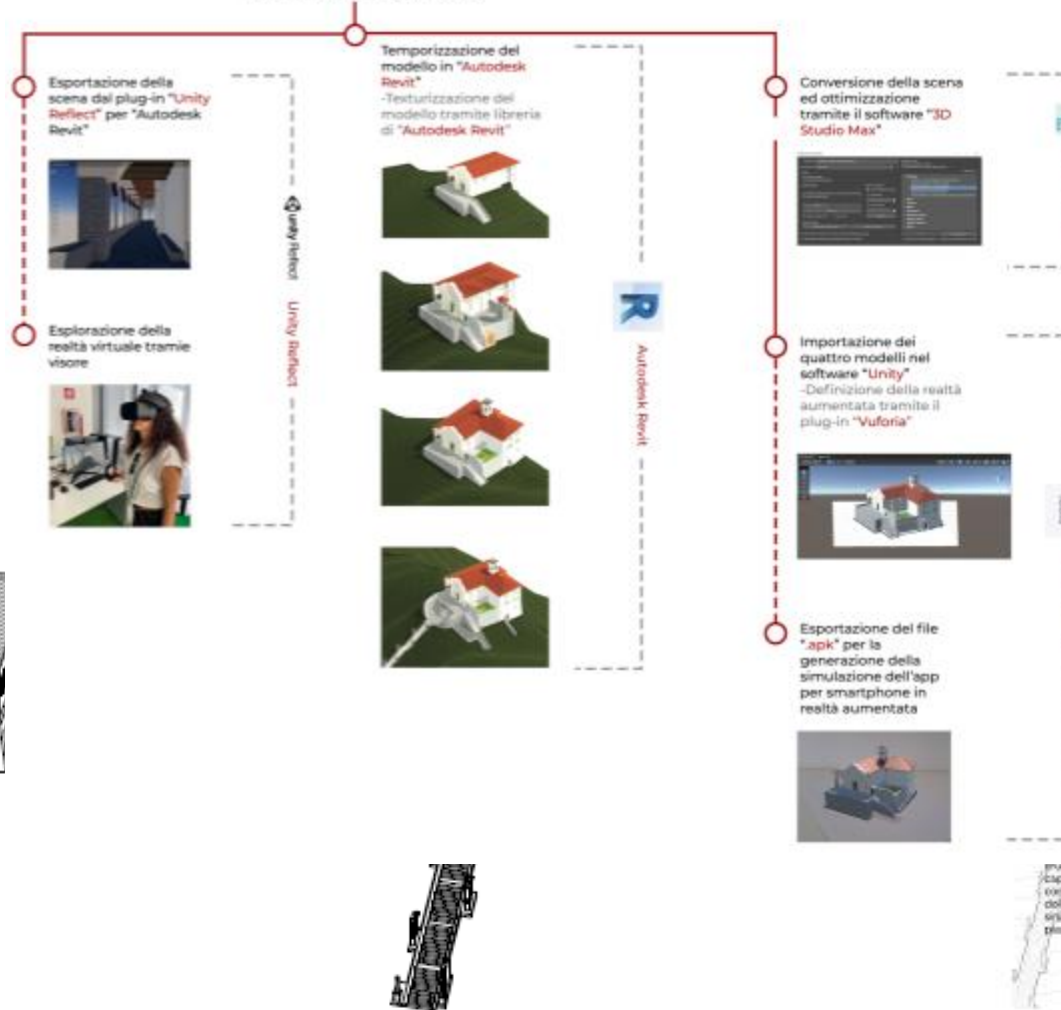 Esportazione della
scena dal plug-in "Unity
Reflect" per "Autodesk
Revit"
Esplorazione della
realtà virtuale tramie
visore
unity Reflect
Unity Reflect
Temporizzazione del
modello in "Autodesk
Revit"
-Texturizzazione del
modello tramite libreria
di "Autodesk Revit"
R
Autodesk Revit
Conversione della scena
ed ottimizzazione
tramite il software "3D
Studio Max"
Importazione dei
quattro modelli nel
software "Unity"
-Definizione della realtà
aumentata tramite il
plug-in "Vuforia"
Esportazione del file
".apk" per la
generazione della
simulazione dell'app
per smartphone in
realtà aumentata